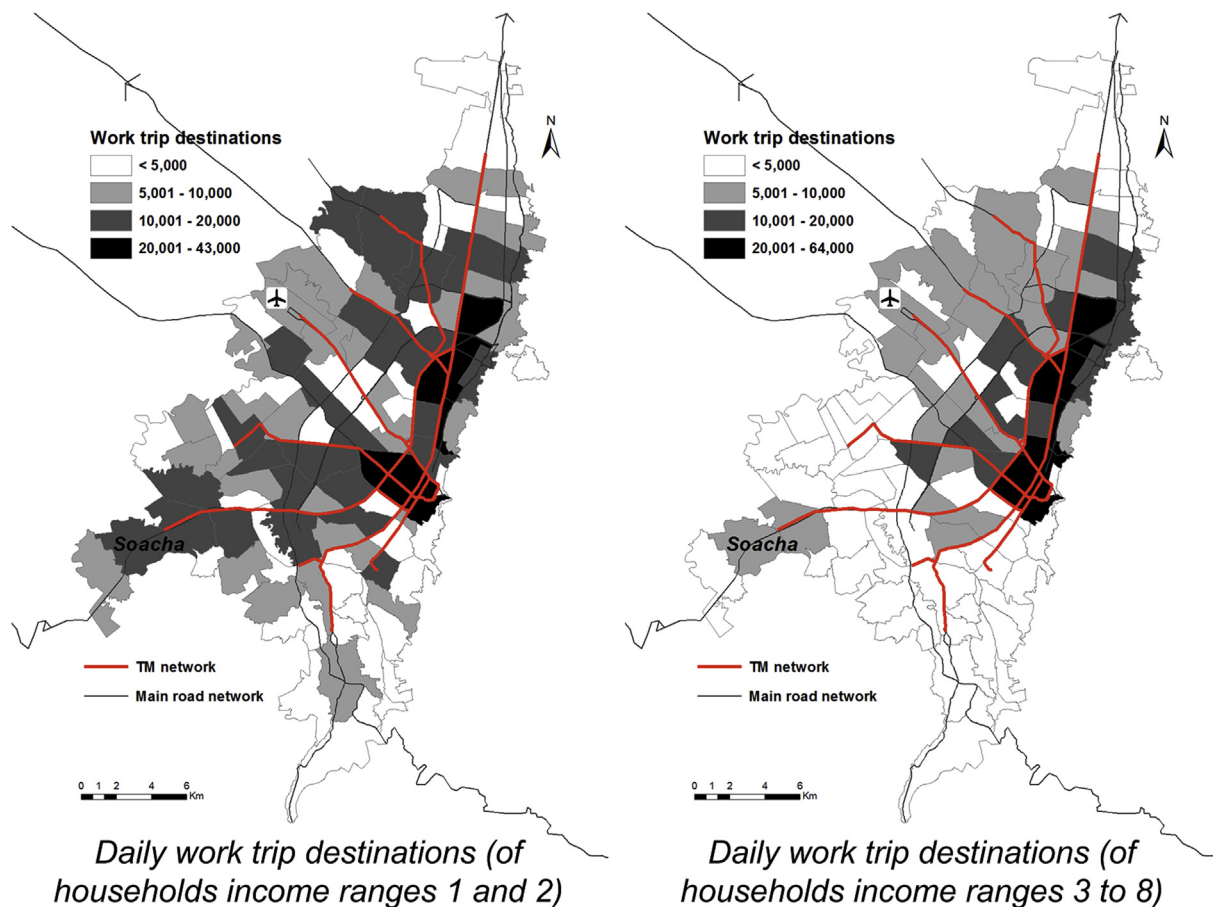 N
Work trip destinations
< 5,000
5,001 - 10,000
10,001 - 20,000
20,001 - 43,000
Soacha
TM network
Main road network
0 1 2 4 6
Km
Daily work trip destinations (of
households income ranges 1 and 2)
N
Work trip destinations
< 5,000
5,001 - 10,000
10,001 - 20,000
20,001 - 64,000
Soacha
TM network
Main road network
0 1 2 4 6
Km
Daily work trip destinations (of
households income ranges 3 to 8)